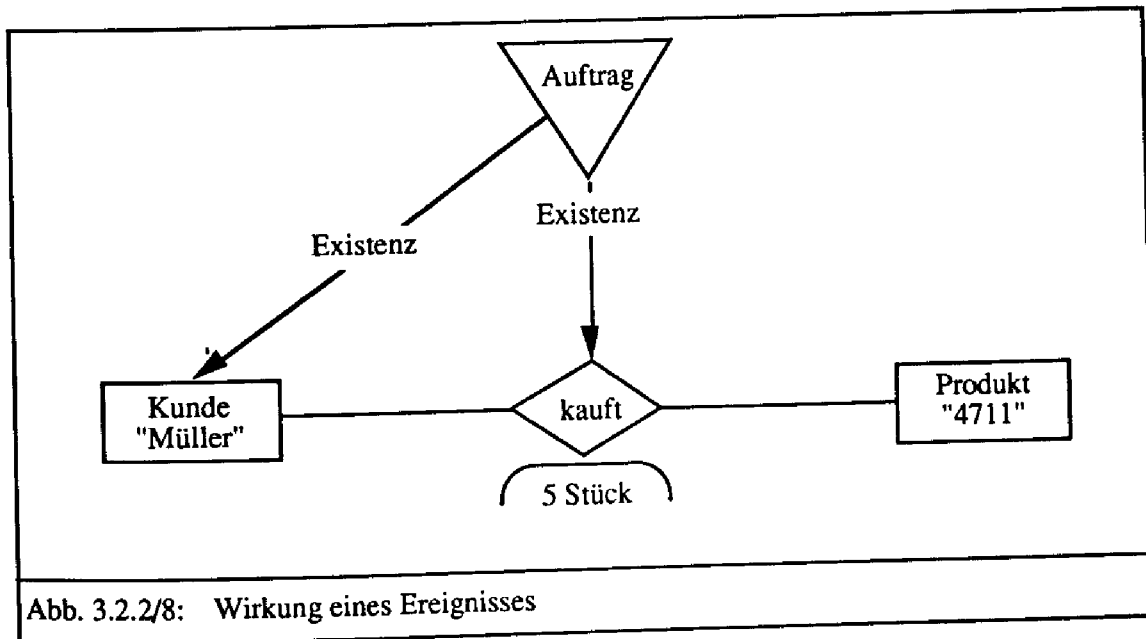 Auftrag
Existenz
Existenz
Kunde
"Müller"
kauft
Produkt
"4711"
5 Stück
Abb. 3.2.2/8: Wirkung eines Ereignisses